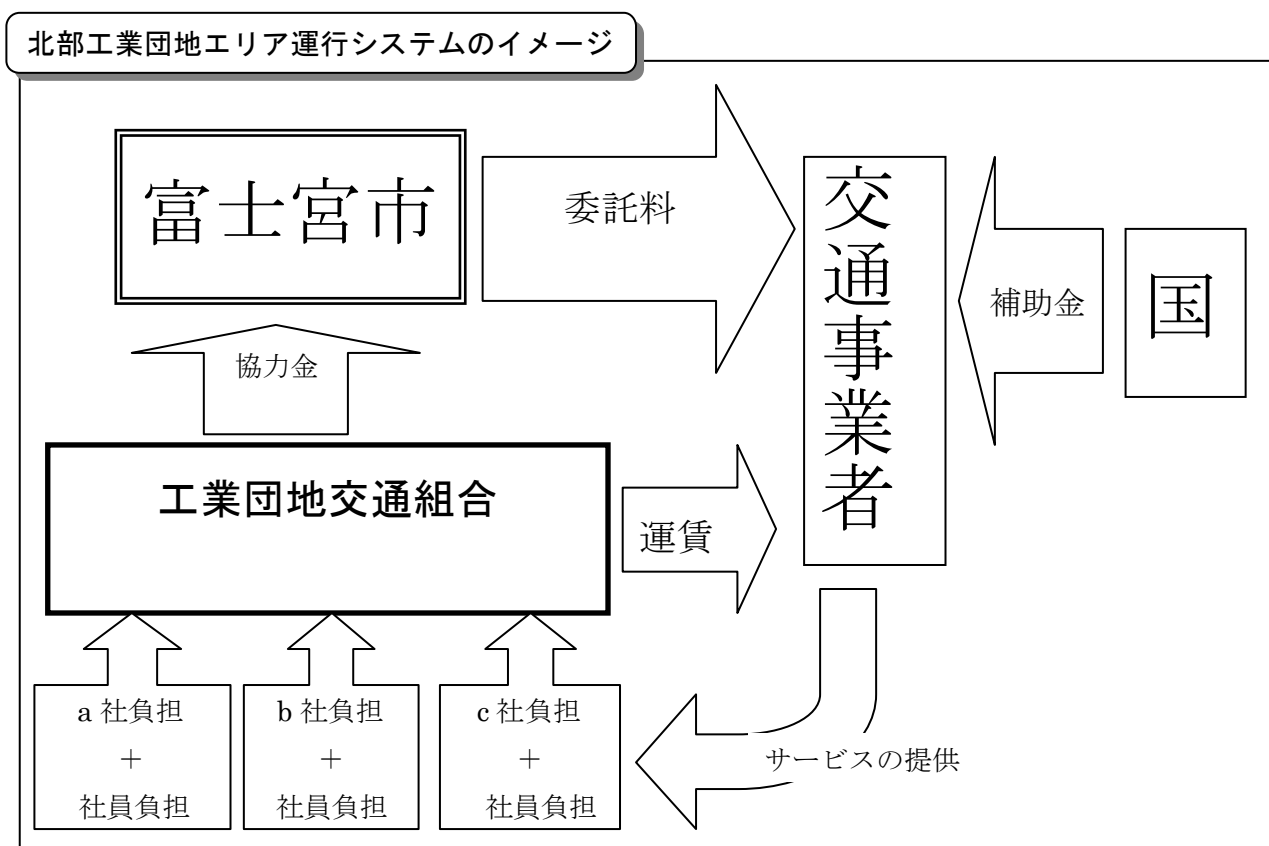 北部工業団地エリア運行システムのイメージ
富士宮市
委託料
交通事業者
補助金
国
協力金
工業団地交通組合
運賃
a 社負担
＋
社員負担
b 社負担
＋
社員負担
c 社負担
＋
社員負担
サービスの提供